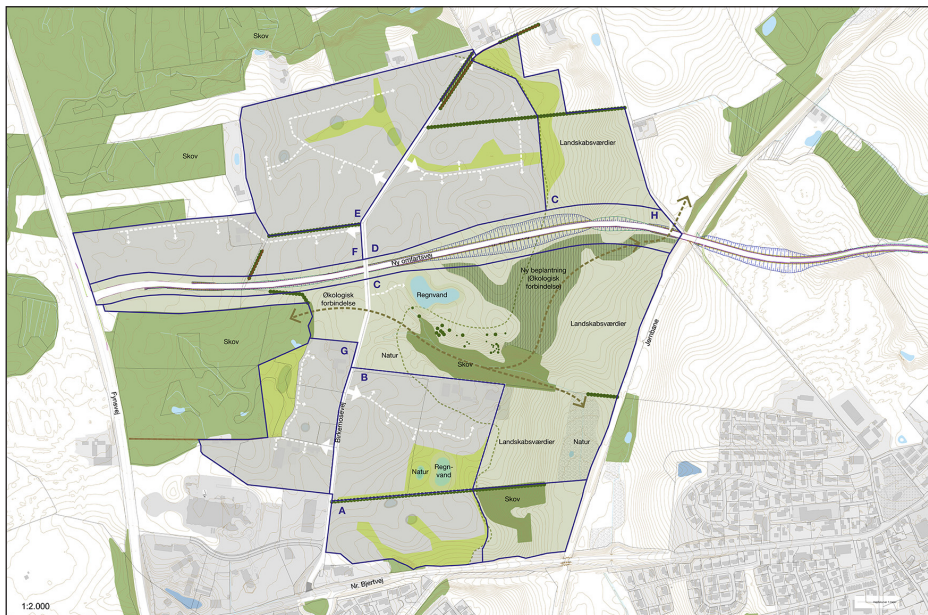 Skov
Landskabsværdier
Skov
E
C
H
D
F
Ny omfartsvej
Ny beplantning
(Økologisk
forbindelse)
C
Økologisk
forbindelse
Regnvand
Landskabsværdier
Jernbane
Skov
G
Natur
Skov
B
Fynsvej
Birkemosevej
Landskabsværdier
Natur
Natur
Regn-
vand
Skov
A
Nr. Bjertvej
1:2.000